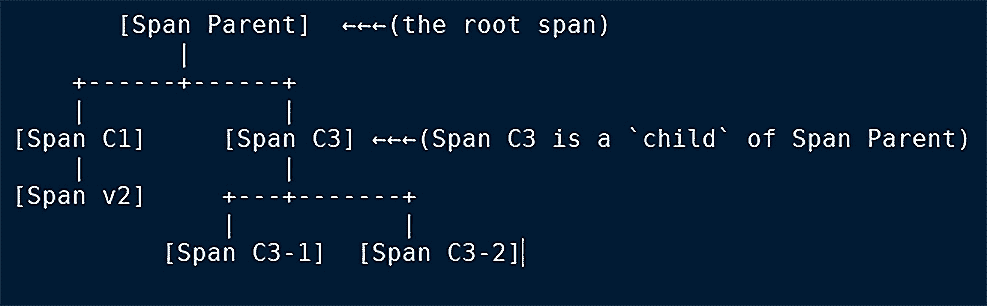 [Span Parent] ←←←(the root span)
|
+------+------+
| |
[Span C1] [Span C3] ←←←(Span C3 is a `child` of Span Parent)
| |
[Span v2] +---+-------+
| |
[Span C3-1] [Span C3-2]